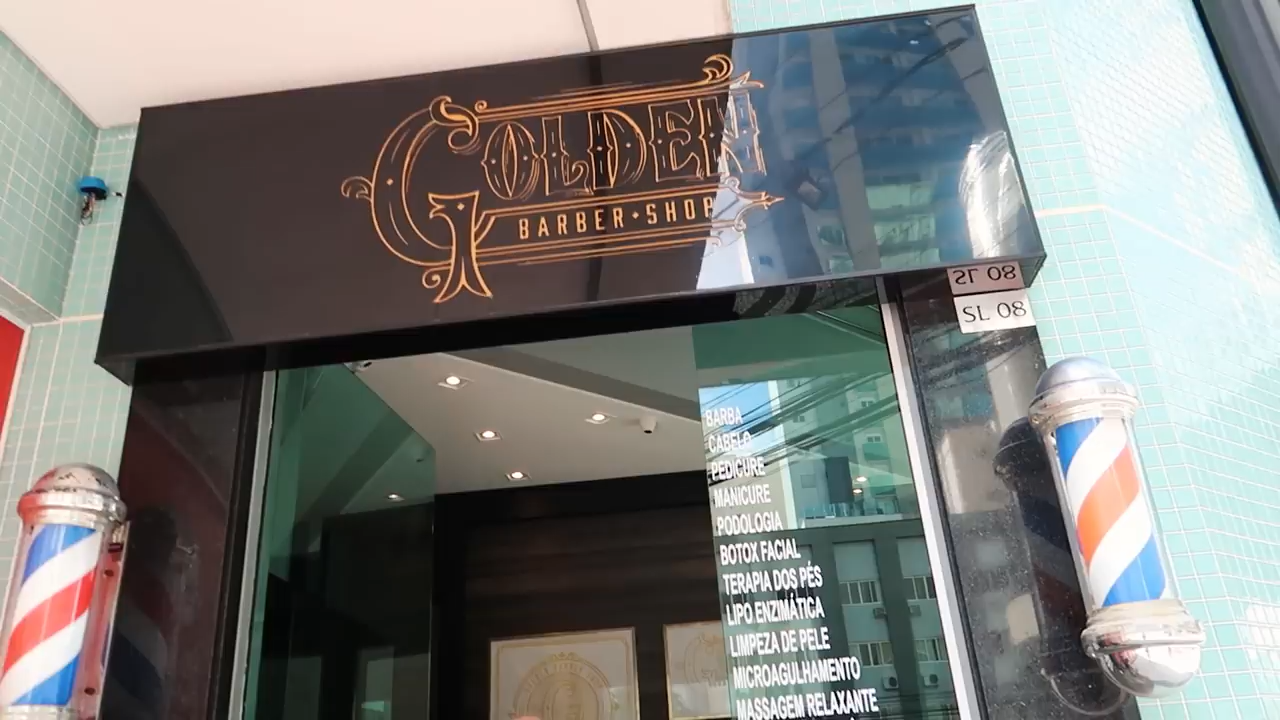 GOLDEN
BARBER • SHOP
SL 08
SL 08
BARBA
CABELO
PEDICURE
MANICURE
PODOLOGIA
BOTOX FACIAL
TERAPIA DOS PÉS
LIPO ENZIMÁTICA
LIMPEZA DE PELE
MICROAGULHAMENTO
MASSAGEM RELAXANTE